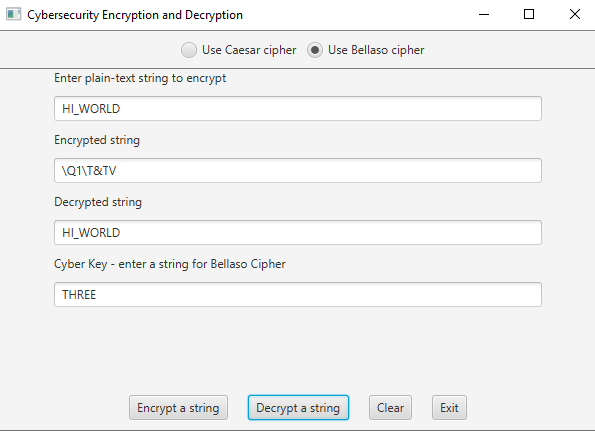 Cybersecurity Encryption and Decryption
Use Caesar cipher Use Bellaso cipher
Enter plain-text string to encrypt
HI_WORLD
Encrypted string
\Q1\T&TV
Decrypted string
HI_WORLD
Cyber Key - enter a string for Bellaso Cipher
THREE
Encrypt a string Decrypt a string Clear Exit